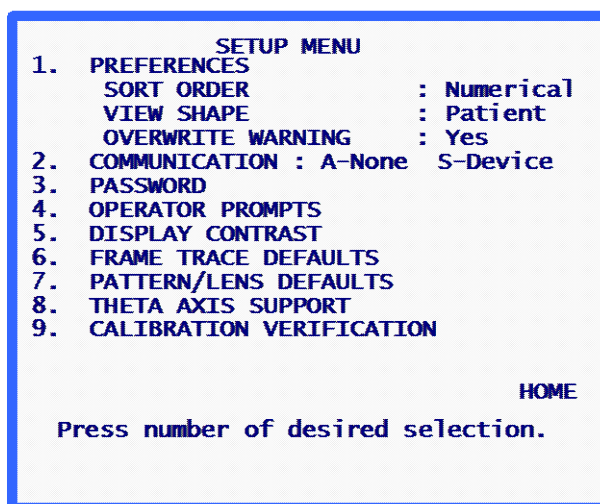 SETUP MENU
1. PREFERENCES
SORT ORDER : Numerical
VIEW SHAPE : Patient
OVERWRITE WARNING : Yes
2. COMMUNICATION : A-None S-Device
3. PASSWORD
4. OPERATOR PROMPTS
5. DISPLAY CONTRAST
6. FRAME TRACE DEFAULTS
7. PATTERN/LENS DEFAULTS
8. THETA AXIS SUPPORT
9. CALIBRATION VERIFICATION
HOME
Press number of desired selection.